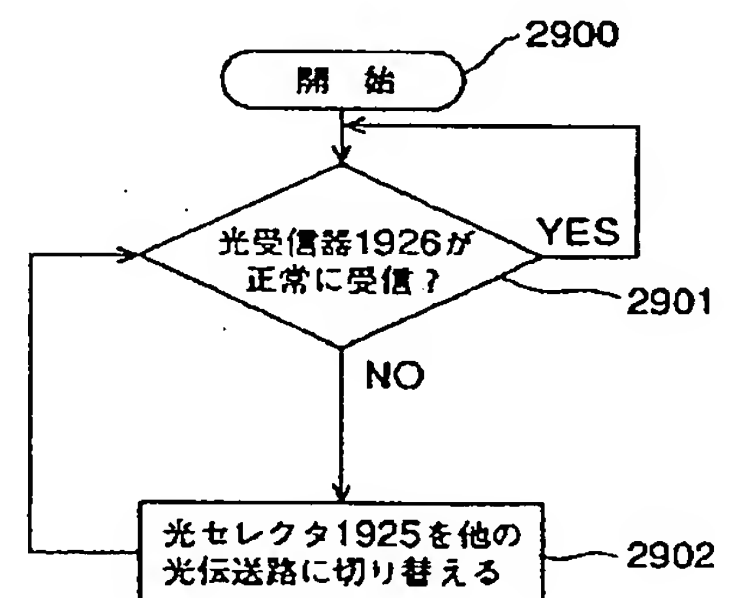 2900
開 始
光受信器1926が
正常に受信?
YES
2901
NO
光セレクタ1925を他の
光伝送路に切り替える
2902